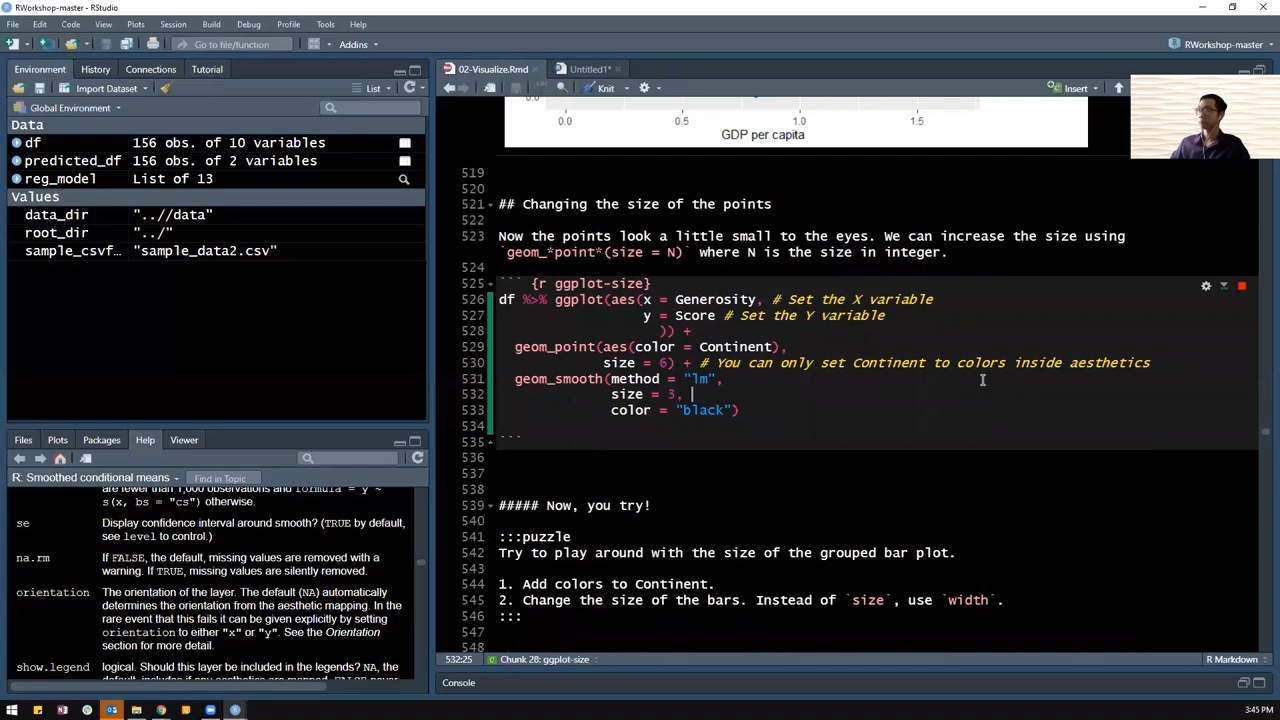 RWorkshop-master - RStudio
File Edit Code View Plots Session Build Debug Profile Tools Help
Go to file/function Addins RWorkshop-master
Environment History Connections Tutorial
Import Dataset List
Global Environment
Data
df 156 obs. of 10 variables
predicted_df 156 obs. of 2 variables
reg_model List of 13
Values
data_dir "..//data"
root_dir "../"
sample_csvf… "sample_data2.csv"
Files Plots Packages Help Viewer
R: Smoothed conditional means Find in Topic
are fewer than 1,000 observations and formula = y ~
s(x, bs = "cs") otherwise.
se Display confidence interval around smooth? (TRUE by default,
see level to control.)
na.rm If FALSE, the default, missing values are removed with a
warning. If TRUE, missing values are silently removed.
orientation The orientation of the layer. The default (NA) automatically
determines the orientation from the aesthetic mapping. In the
rare event that this fails it can be given explicitly by setting
orientation to either "x" or "y". See the Orientation
section for more detail.
show.legend logical. Should this layer be included in the legends? NA, the
default, includes if any aesthetics are mapped. FALSE never
02-Visualize.Rmd Untitled1*
Knit Insert
0.0
0.0 0.5 1.0 1.5
GDP per capita
519
520
521 ## Changing the size of the points
522
523 Now the points look a little small to the eyes. We can increase the size using
`geom_*point*(size = N)` where N is the size in integer.
524
525 ``` {r ggplot-size}
526 df %>% ggplot(aes(x = Generosity, # Set the X variable
527 y = Score # Set the Y variable
528 )) +
529 geom_point(aes(color = Continent),
530 size = 6) + # You can only set Continent to colors inside aesthetics
531 geom_smooth(method = "lm",
532 size = 3,
533 color = "black")
534
535 ```
536
537
538
539 ##### Now, you try!
540
541 :::puzzle
542 Try to play around with the size of the grouped bar plot.
543
544 1. Add colors to Continent.
545 2. Change the size of the bars. Instead of `size`, use `width`.
546 :::
547
548
532:25 Chunk 28: ggplot-size R Markdown
Console
3:45 PM